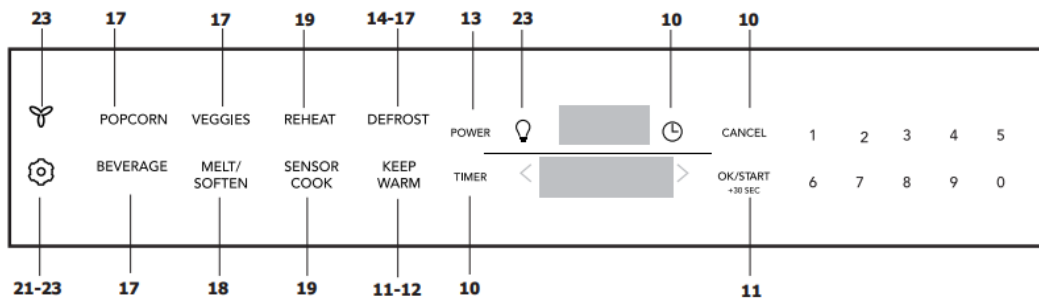 23 17 17 19 14-17 13 23 10 10
POPCORN VEGGIES REHEAT DEFROST
POWER CANCEL 1 2 3 4 5
BEVERAGE MELT/ SENSOR KEEP
SOFTEN COOK WARM
TIMER < > OK/START 6 7 8 9 0
+30 SEC
21-23 17 18 19 11-12 10 11